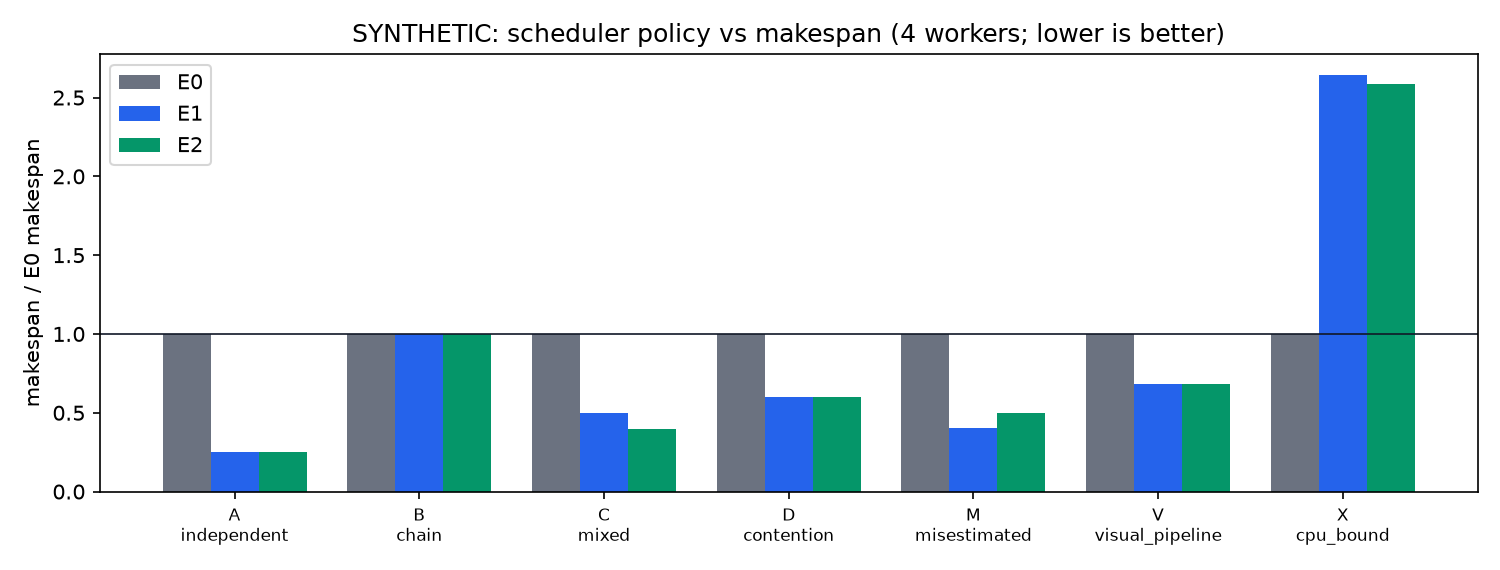 SYNTHETIC: scheduler policy vs makespan (4 workers; lower is better)
makespan / E0 makespan
2.5
2.0
1.5
1.0
0.5
0.0
E0
E1
E2
A
independent
B
chain
C
mixed
D
contention
M
misestimated
V
visual_pipeline
X
cpu_bound